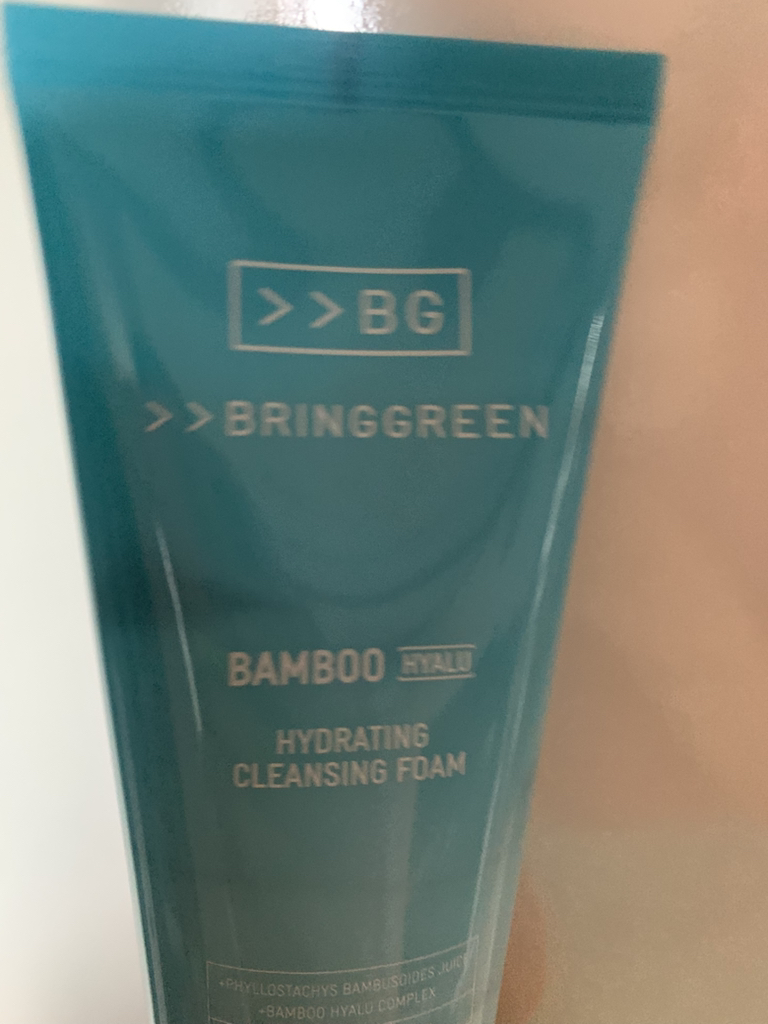 >>BG
>>BRINGGREEN
BAMBOO HYALU
HYDRATING
CLEANSING FOAM
+PHYLLOSTACHYS BAMBUSOIDES JUICE
+BAMBOO HYALU COMPLEX